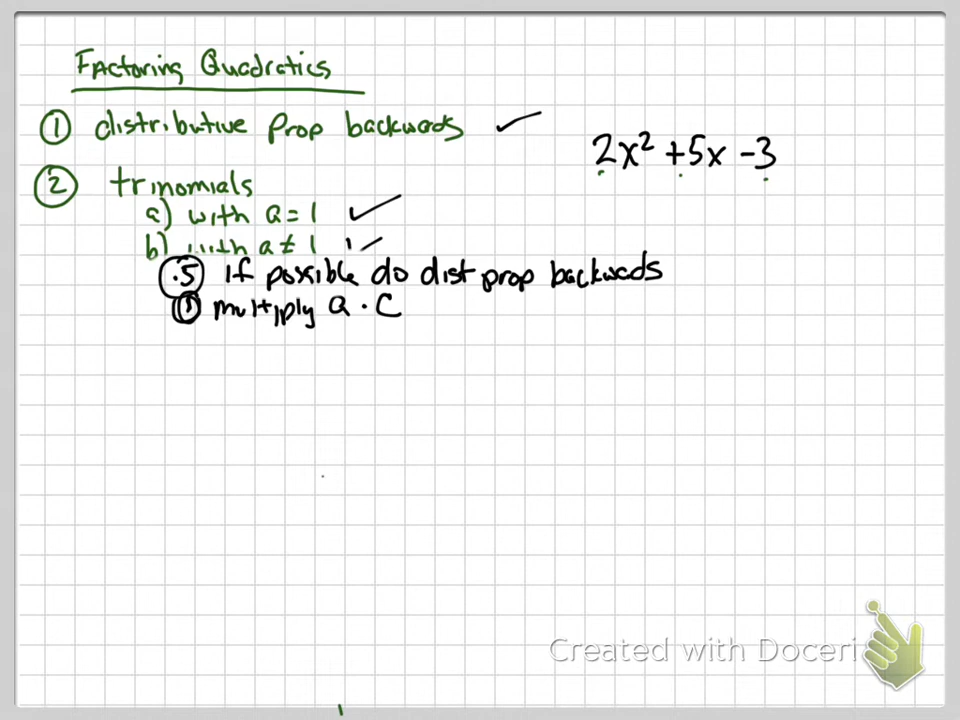 Factoring Quadratics
① distributive Prop backwards ✓
2x² + 5x - 3
② trinomials
a) with a = 1 ✓
b) with a ≠ 1 ✓
.5 If possible do dist prop backwads
① multiply a · c
Created with Doceri